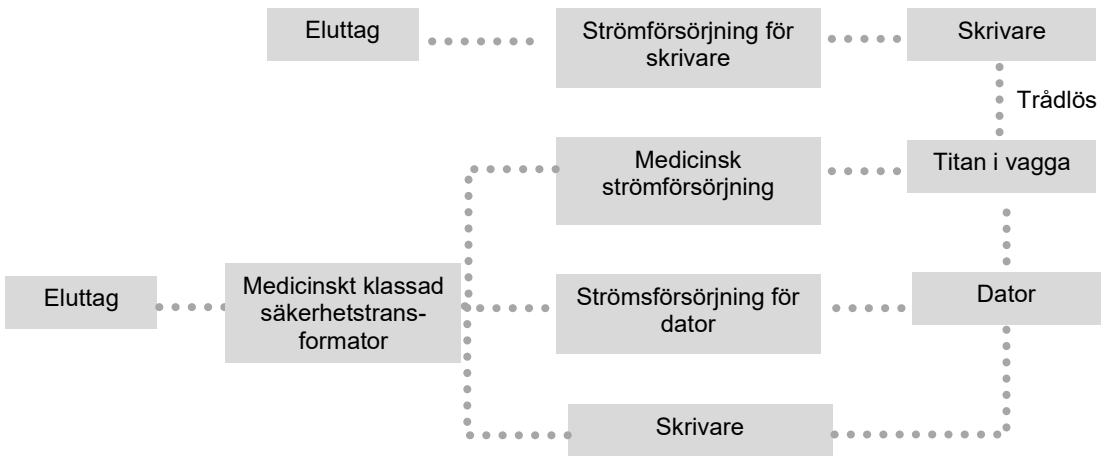 Eluttag
Strömförsörjning för
skrivare
Skrivare
Trådlös
Medicinsk
strömförsörjning
Titan i vagga
Eluttag
Medicinskt klassad
säkerhetstrans-
formator
Strömsförsörjning för
dator
Dator
Skrivare